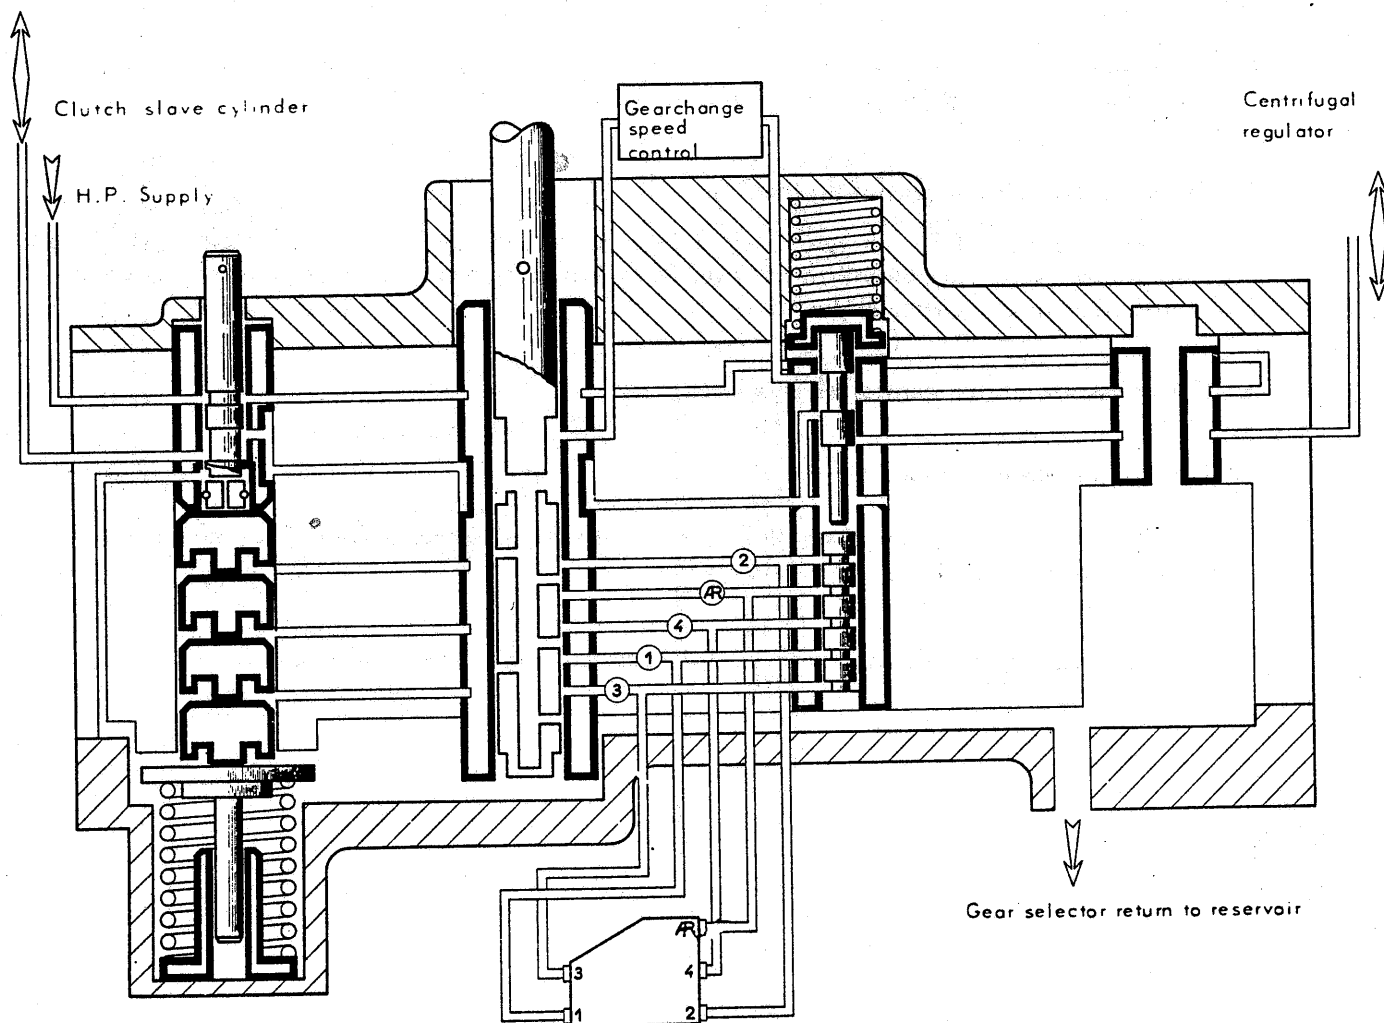 Clutch slave cylinder
H.P. Supply
Gearchange
speed
control
Centrifugal
regulator
2
AR
4
1
3
Gear selector return to reservoir
AR
3
4
1
2